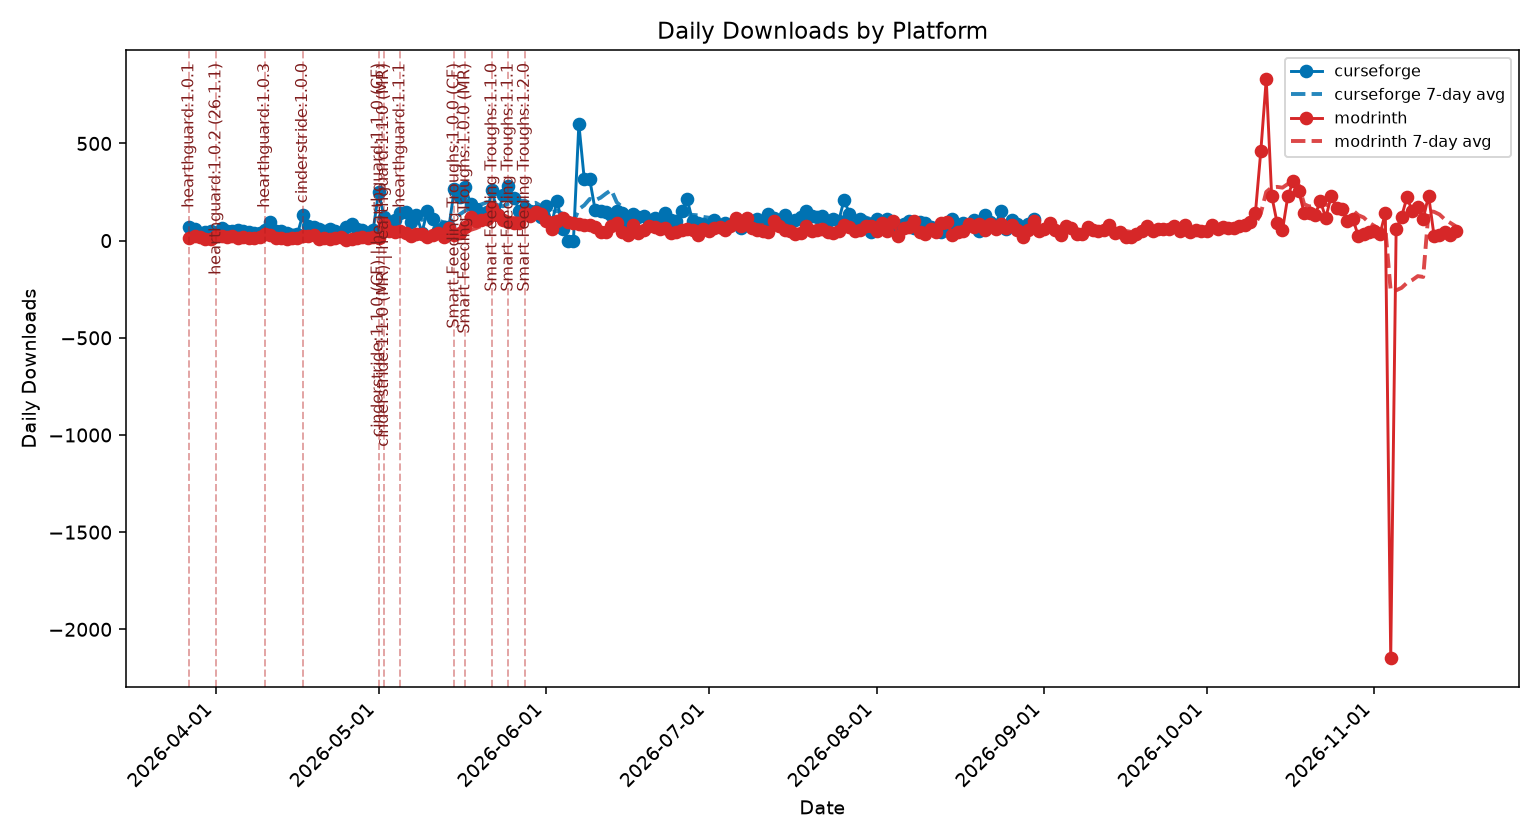 Daily Downloads by Platform
curseforge
curseforge 7-day avg
modrinth
modrinth 7-day avg
hearthguard:1.0.1
hearthguard:1.0.2 (26.1.1)
hearthguard:1.0.3
cinderstride:1.0.0
cinderstride:1.1.0 (CF) | hearthguard:1.1.0 (CF)
cinderstride:1.1.0 (MR) | hearthguard:1.1.0 (MR)
hearthguard:1.1.1
Smart Feeding Troughs:1.0.0 (CF)
Smart Feeding Troughs:1.0.0 (MR)
Smart Feeding Troughs:1.1.0
Smart Feeding Troughs:1.1.1
Smart Feeding Troughs:1.2.0
Daily Downloads
500
0
−500
−1000
−1500
−2000
2026-04-01
2026-05-01
2026-06-01
2026-07-01
2026-08-01
2026-09-01
2026-10-01
2026-11-01
Date